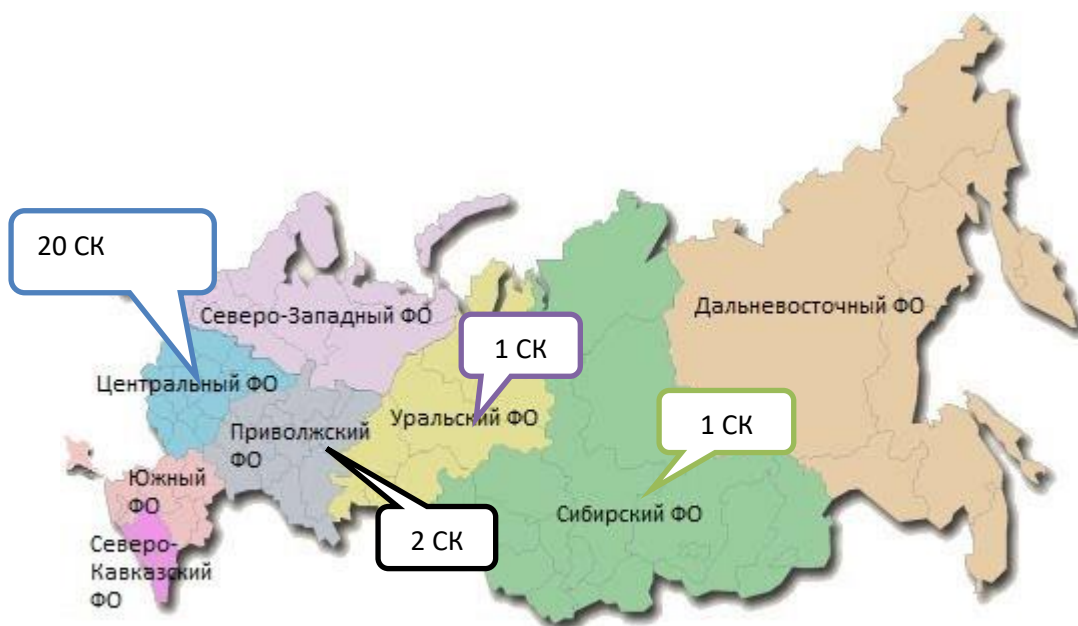 20 СК
Северо-Западный ФО
Дальневосточный ФО
1 СК
Центральный ФО
Уральский ФО
1 СК
Приволжский
ФО
Южный
ФО
Сибирский ФО
2 СК
Северо-
Кавказский
ФО